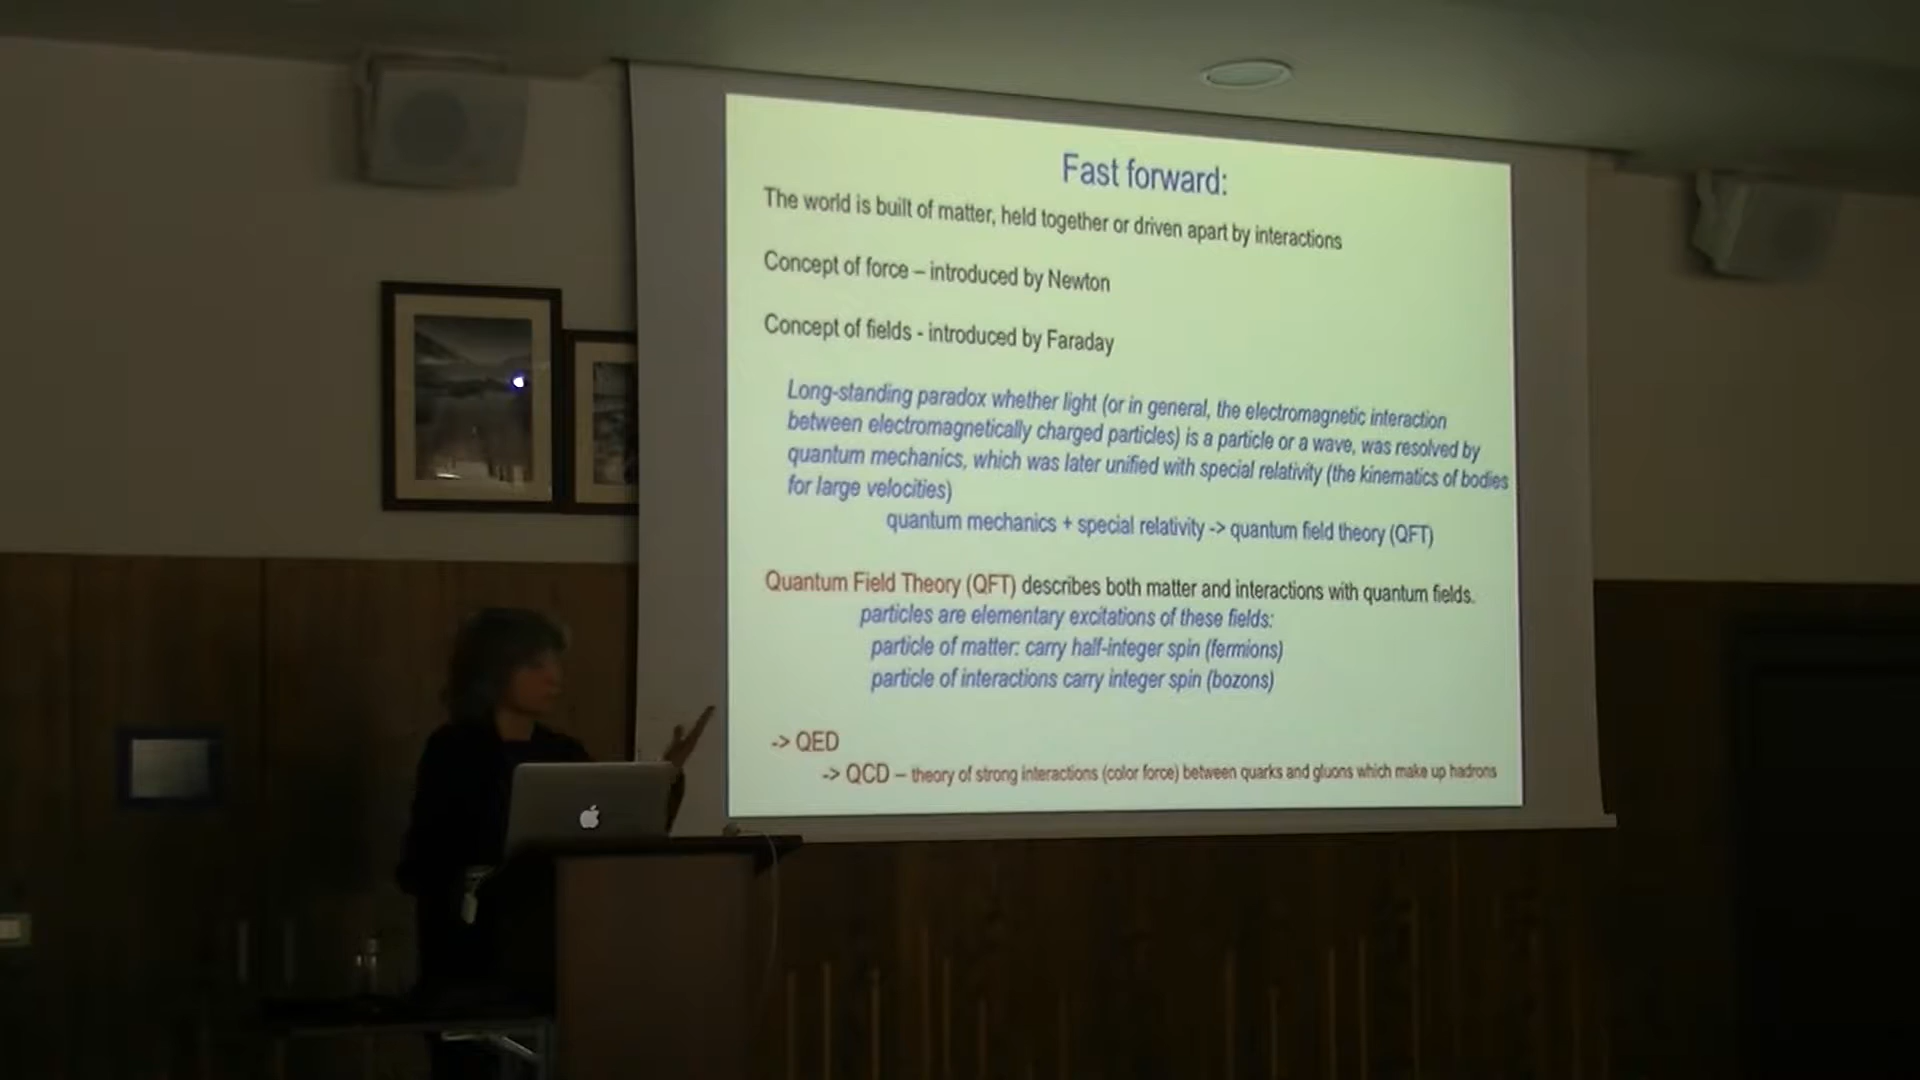 Fast forward:
The world is built of matter, held together or driven apart by interactions
Concept of force – introduced by Newton
Concept of fields - introduced by Faraday
Long-standing paradox whether light (or in general, the electromagnetic interaction
between electromagnetically charged particles) is a particle or a wave, was resolved by
quantum mechanics, which was later unified with special relativity (the kinematics of bodies
for large velocities)
quantum mechanics + special relativity -> quantum field theory (QFT)
Quantum Field Theory (QFT) describes both matter and interactions with quantum fields.
particles are elementary excitations of these fields:
particle of matter: carry half-integer spin (fermions)
particle of interactions carry integer spin (bozons)
-> QED
-> QCD – theory of strong interactions (color force) between quarks and gluons which make up hadrons